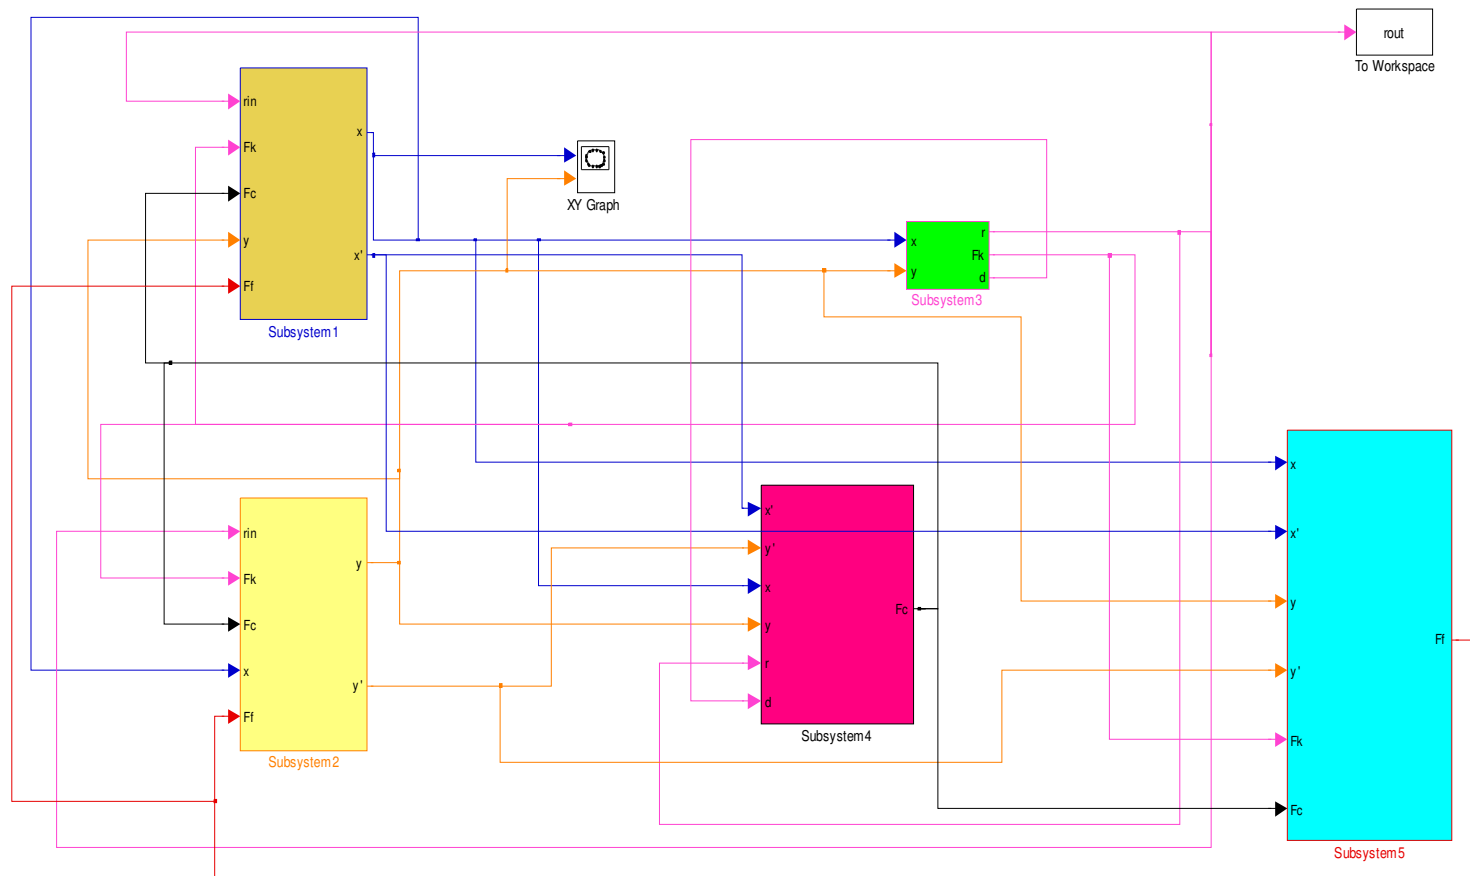 rout
To Workspace
rin
Fk
Fc
y
Ff
x
x'
Subsystem1
XY Graph
x
y
r
Fk
d
Subsystem3
rin
Fk
Fc
x
Ff
y
y'
Subsystem2
x'
y'
x
y
r
d
Fc
Subsystem4
x
x'
y
y'
Fk
Fc
Ff
Subsystem5